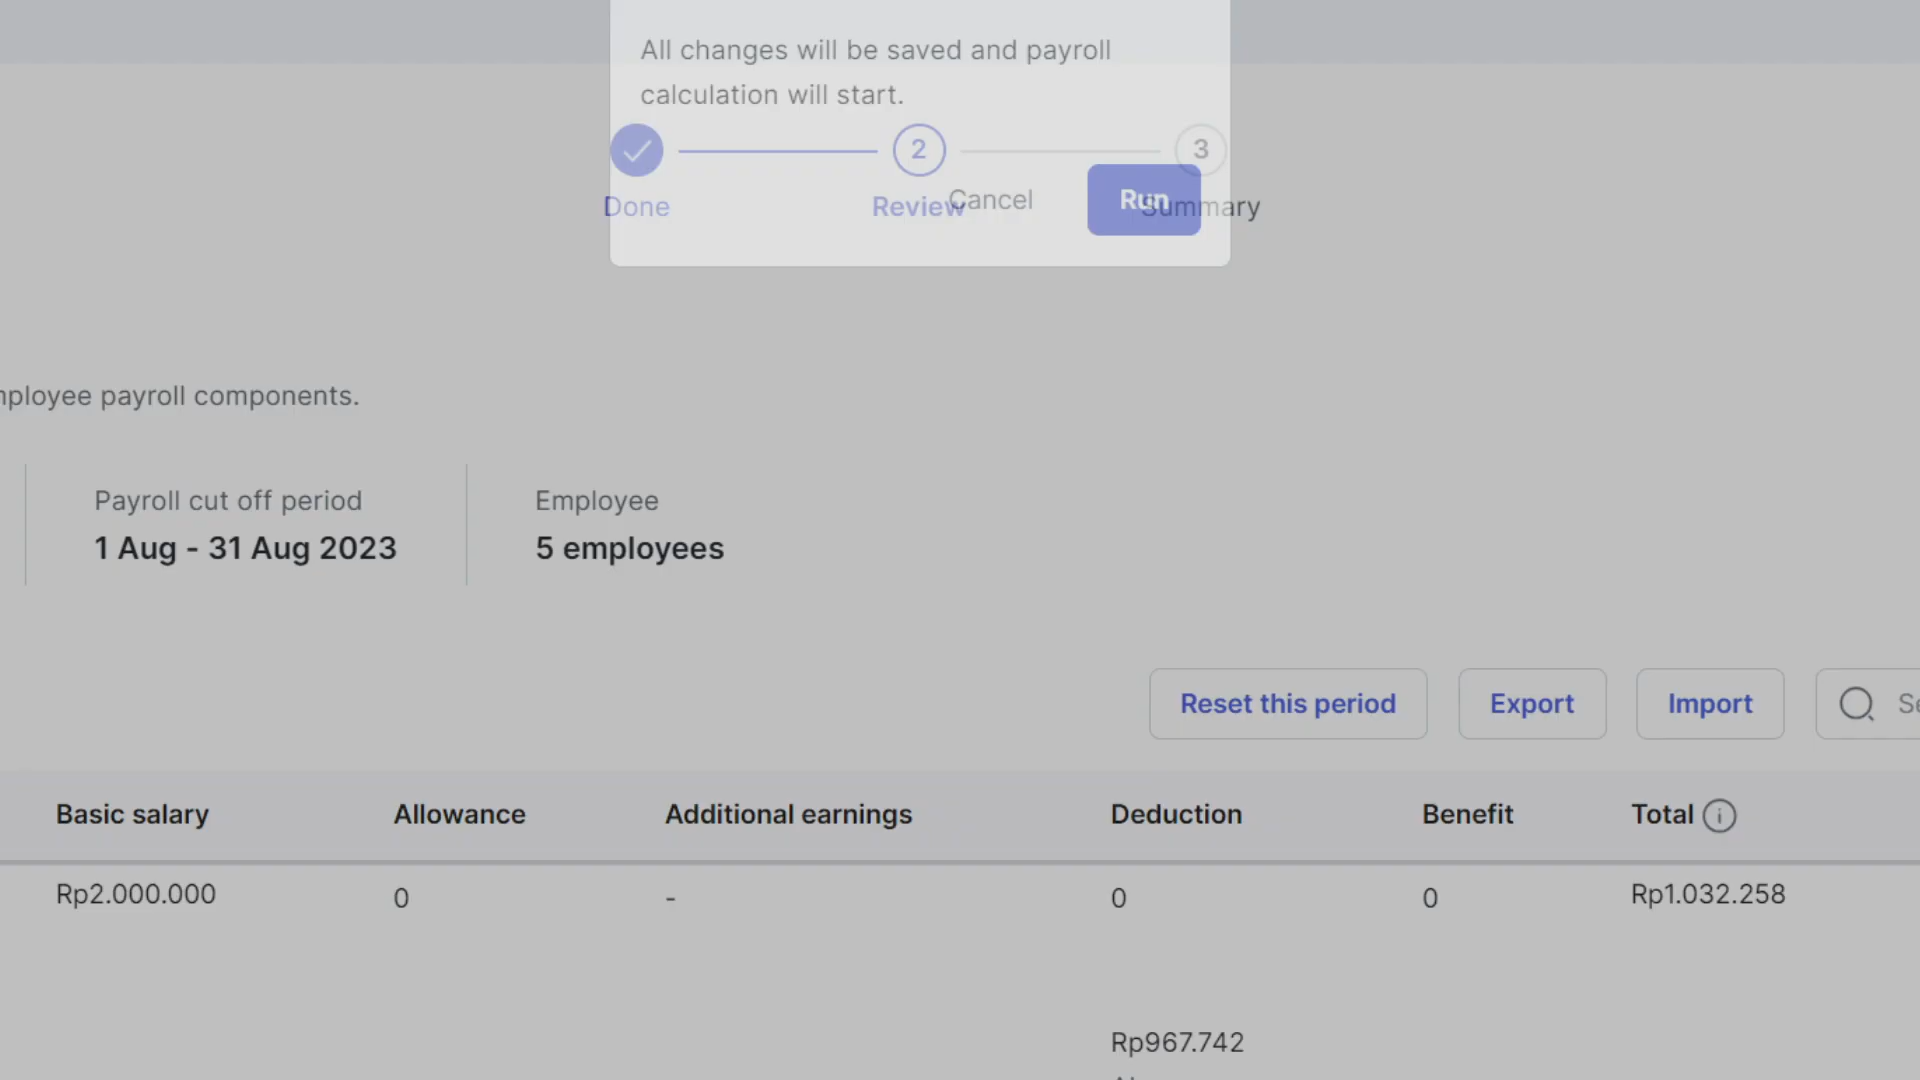 All changes will be saved and payroll
calculation will start.
2
3
Cancel
Run
Done
Review
Summary
employee payroll components.
Payroll cut off period
Employee
1 Aug - 31 Aug 2023
5 employees
Reset this period
Export
Import
Basic salary
Allowance
Additional earnings
Deduction
Benefit
Total
Rp2.000.000
0
-
0
0
Rp1.032.258
Rp967.742